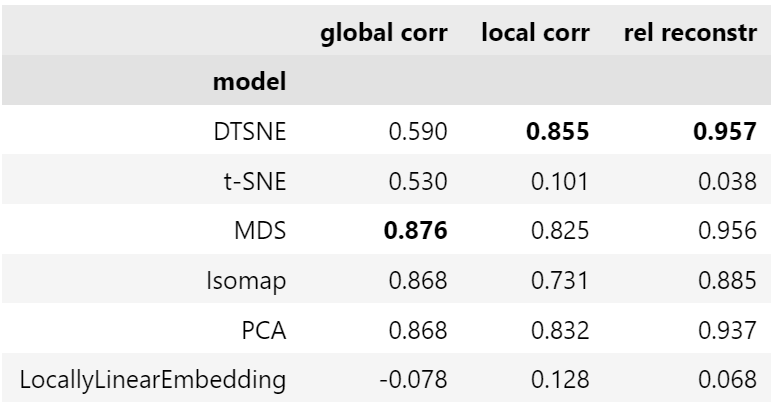 global corr local corr rel reconstr
model
DTSNE 0.590 0.855 0.957
t-SNE 0.530 0.101 0.038
MDS 0.876 0.825 0.956
Isomap 0.868 0.731 0.885
PCA 0.868 0.832 0.937
LocallyLinearEmbedding -0.078 0.128 0.068